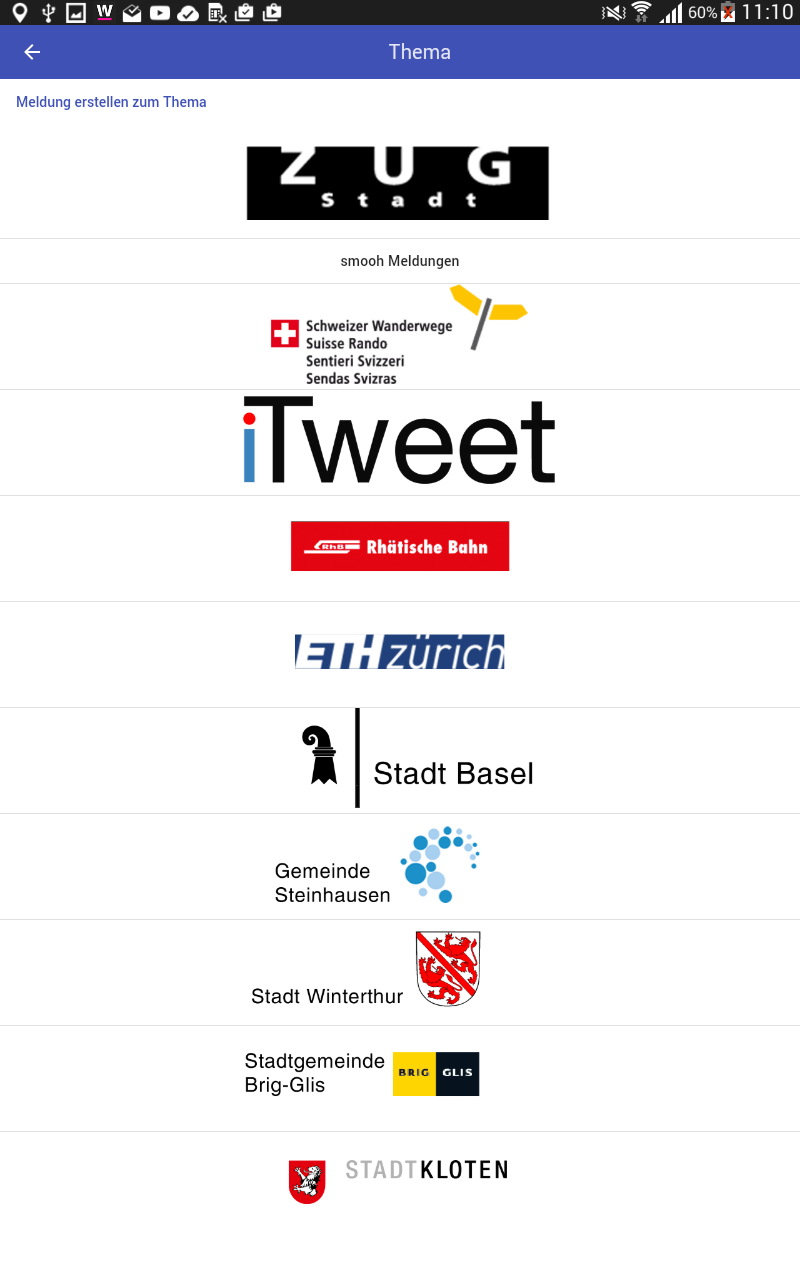 60% 11:10
Thema
Meldung erstellen zum Thema
ZUG
Stadt
smooh Meldungen
Schweizer Wanderwege
Suisse Rando
Sentieri Svizzeri
Sendas Svizras
iTweet
RhB Rhätische Bahn
ETH zürich
Stadt Basel
Gemeinde
Steinhausen
Stadt Winterthur
Stadtgemeinde
Brig-Glis
BRIG GLIS
STADTKLOTEN